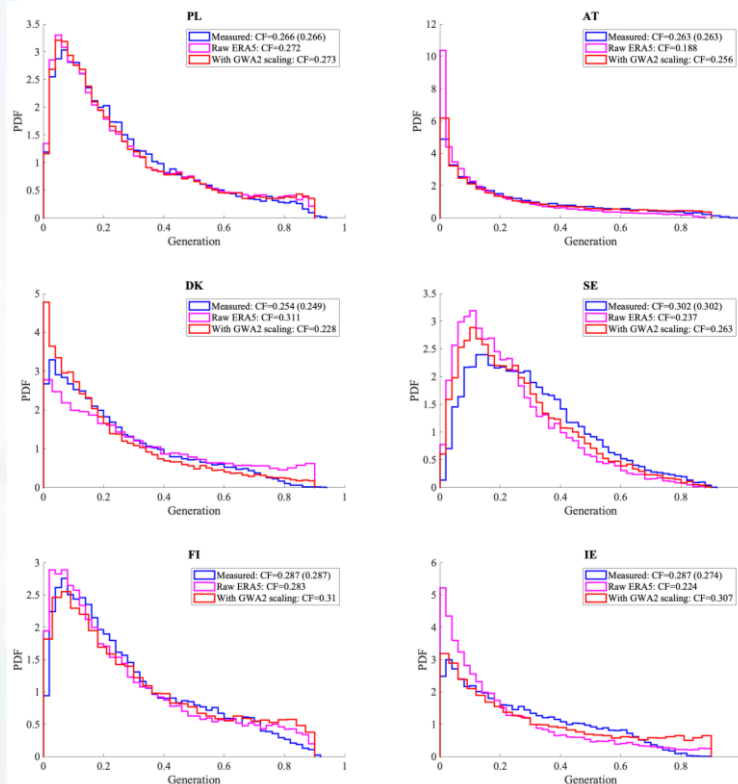 PL
Measured: CF=0.266 (0.266)
Raw ERA5: CF=0.272
With GWA2 scaling: CF=0.273
PDF
3.5
3
2.5
2
1.5
1
0.5
0
0 0.2 0.4 0.6 0.8 1
Generation
AT
Measured: CF=0.263 (0.263)
Raw ERA5: CF=0.188
With GWA2 scaling: CF=0.256
PDF
12
10
8
6
4
2
0
0 0.2 0.4 0.6 0.8
Generation
DK
Measured: CF=0.254 (0.249)
Raw ERA5: CF=0.311
With GWA2 scaling: CF=0.228
PDF
5
4
3
2
1
0
0 0.2 0.4 0.6 0.8 1
Generation
SE
Measured: CF=0.302 (0.302)
Raw ERA5: CF=0.237
With GWA2 scaling: CF=0.263
PDF
3.5
3
2.5
2
1.5
1
0.5
0
0 0.2 0.4 0.6 0.8
Generation
FI
Measured: CF=0.287 (0.287)
Raw ERA5: CF=0.283
With GWA2 scaling: CF=0.31
PDF
3
2.5
2
1.5
1
0.5
0
0 0.2 0.4 0.6 0.8 1
Generation
IE
Measured: CF=0.287 (0.274)
Raw ERA5: CF=0.224
With GWA2 scaling: CF=0.307
PDF
6
5
4
3
2
1
0
0 0.2 0.4 0.6 0.8
Generation